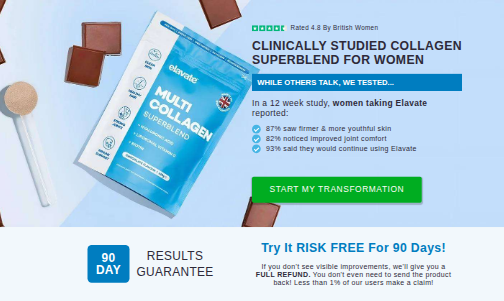 Rated 4.8 By British Women
CLINICALLY STUDIED COLLAGEN
SUPERBLEND FOR WOMEN
WHILE OTHERS TALK, WE TESTED...
In a 12 week study, women taking Elavate
reported:
87% saw firmer & more youthful skin
82% noticed improved joint comfort
93% said they would continue using Elavate
START MY TRANSFORMATION
elavate
MULTI
COLLAGEN
SUPERBLEND
90
DAY
RESULTS
GUARANTEE
Try It RISK FREE For 90 Days!
If you don't see visible improvements, we'll give you a
FULL REFUND. You don't even need to send the product
back! Less than 1% of our users make a claim!